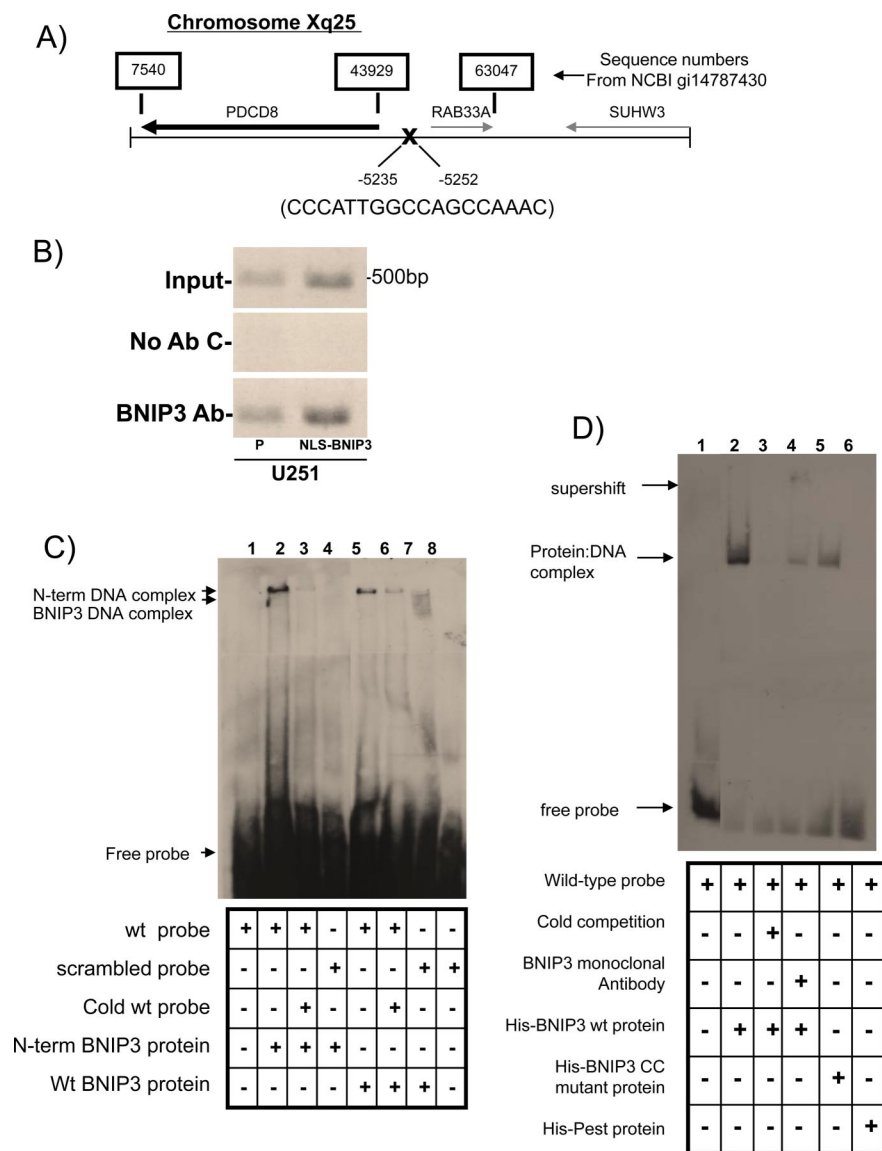 A)
Chromosome Xq25
7540 43929 63047
Sequence numbers
From NCBI gi14787430
PDCD8 RAB33A SUHW3
X
-5235 -5252
(CCCATTGGCCAGCCAAAC)
B)
Input- -500bp
No Ab C-
BNIP3 Ab-
P NLS-BNIP3
U251
C)
1 2 3 4 5 6 7 8
N-term DNA complex
BNIP3 DNA complex
Free probe
wt probe + + + - + + - -
scrambled probe - - - + - - + +
Cold wt probe - - + - - + - -
N-term BNIP3 protein - + + + - - - -
Wt BNIP3 protein - - - - + + + -
D)
1 2 3 4 5 6
supershift
Protein:DNA
complex
free probe
Wild-type probe + + + + + +
Cold competition - - + - - -
BNIP3 monoclonal
Antibody - - - + - -
His-BNIP3 wt protein - + + + - -
His-BNIP3 CC
mutant protein - - - - + -
His-Pest protein - - - - - +